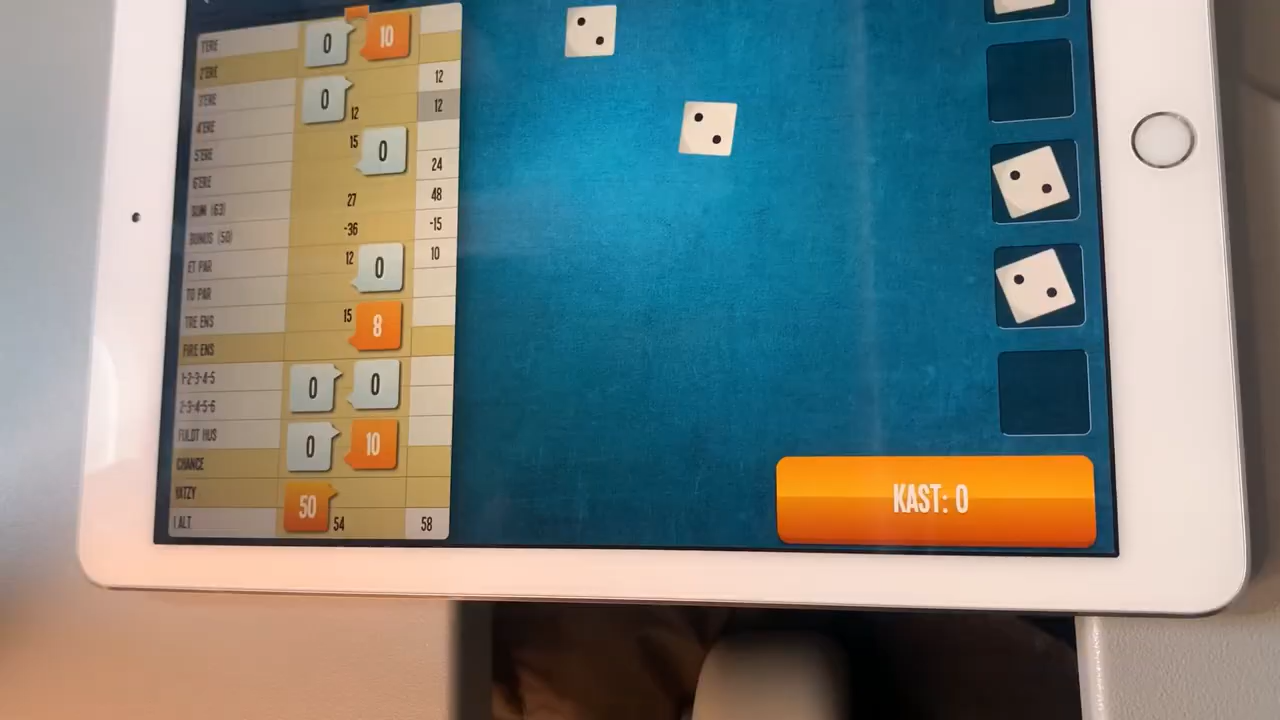 1'ERE 0 10
2'ERE 12
3'ERE 0 12
4'ERE 12
5'ERE 15 0
6'ERE 24
SUM (63) 27 48
BONUS (50) -36 -15
ET PAR 12 0 10
TO PAR
TRE ENS 15 8
FIRE ENS
1-2-3-4-5 0 0
2-3-4-5-6
FULDT HUS 0 10
CHANCE
YATZY 50
I ALT 54 58
KAST: 0